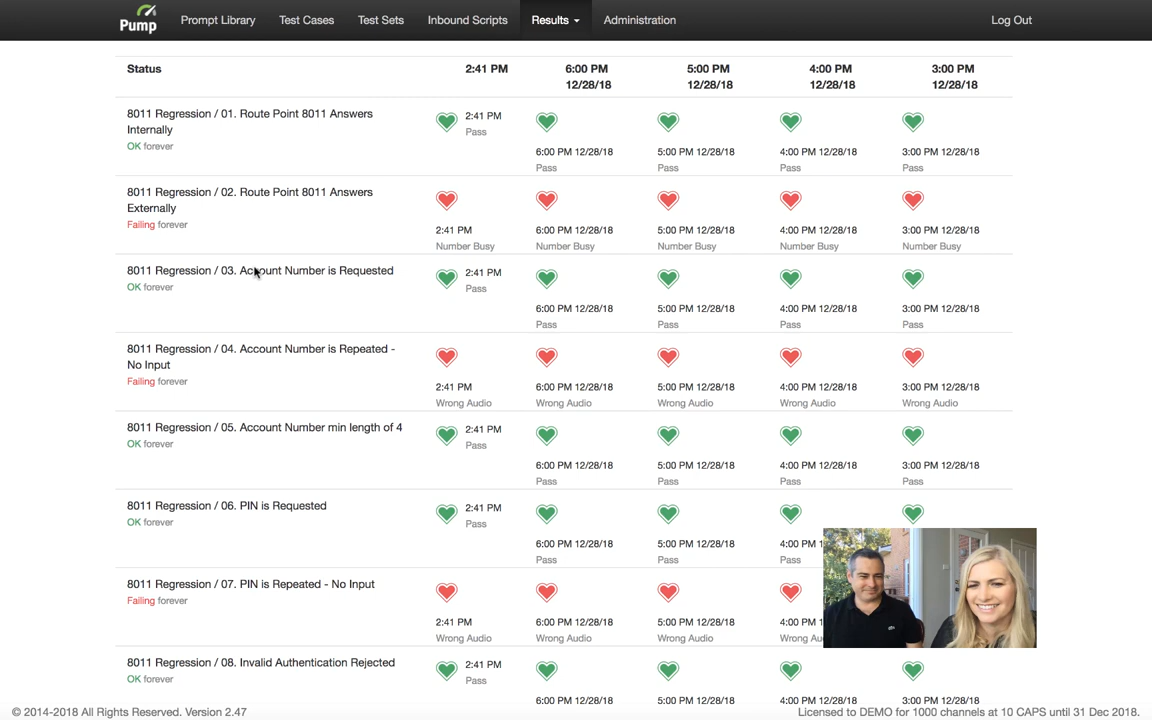 Pump Prompt Library Test Cases Test Sets Inbound Scripts Results Administration Log Out
Status 2:41 PM 6:00 PM 5:00 PM 4:00 PM 3:00 PM
12/28/18 12/28/18 12/28/18 12/28/18
8011 Regression / 01. Route Point 8011 Answers 2:41 PM
Internally Pass
OK forever 6:00 PM 12/28/18 5:00 PM 12/28/18 4:00 PM 12/28/18 3:00 PM 12/28/18
Pass Pass Pass Pass
8011 Regression / 02. Route Point 8011 Answers
Externally
Failing forever 2:41 PM 6:00 PM 12/28/18 5:00 PM 12/28/18 4:00 PM 12/28/18 3:00 PM 12/28/18
Number Busy Number Busy Number Busy Number Busy Number Busy
8011 Regression / 03. Account Number is Requested 2:41 PM
OK forever Pass
6:00 PM 12/28/18 5:00 PM 12/28/18 4:00 PM 12/28/18 3:00 PM 12/28/18
Pass Pass Pass Pass
8011 Regression / 04. Account Number is Repeated -
No Input
Failing forever 2:41 PM 6:00 PM 12/28/18 5:00 PM 12/28/18 4:00 PM 12/28/18 3:00 PM 12/28/18
Wrong Audio Wrong Audio Wrong Audio Wrong Audio Wrong Audio
8011 Regression / 05. Account Number min length of 4 2:41 PM
OK forever Pass
6:00 PM 12/28/18 5:00 PM 12/28/18 4:00 PM 12/28/18 3:00 PM 12/28/18
Pass Pass Pass Pass
8011 Regression / 06. PIN is Requested 2:41 PM
OK forever Pass
6:00 PM 12/28/18 5:00 PM 12/28/18 4:00 PM 1
Pass Pass Pass
8011 Regression / 07. PIN is Repeated - No Input
Failing forever
2:41 PM 6:00 PM 12/28/18 5:00 PM 12/28/18 4:00 PM 1
Wrong Audio Wrong Audio Wrong Audio Wrong Au
8011 Regression / 08. Invalid Authentication Rejected 2:41 PM
OK forever Pass
6:00 PM 12/28/18 5:00 PM 12/28/18 4:00 PM 12/28/18 3:00 PM 12/28/18
© 2014-2018 All Rights Reserved. Version 2.47 Licensed to DEMO for 1000 channels at 10 CAPS until 31 Dec 2018.